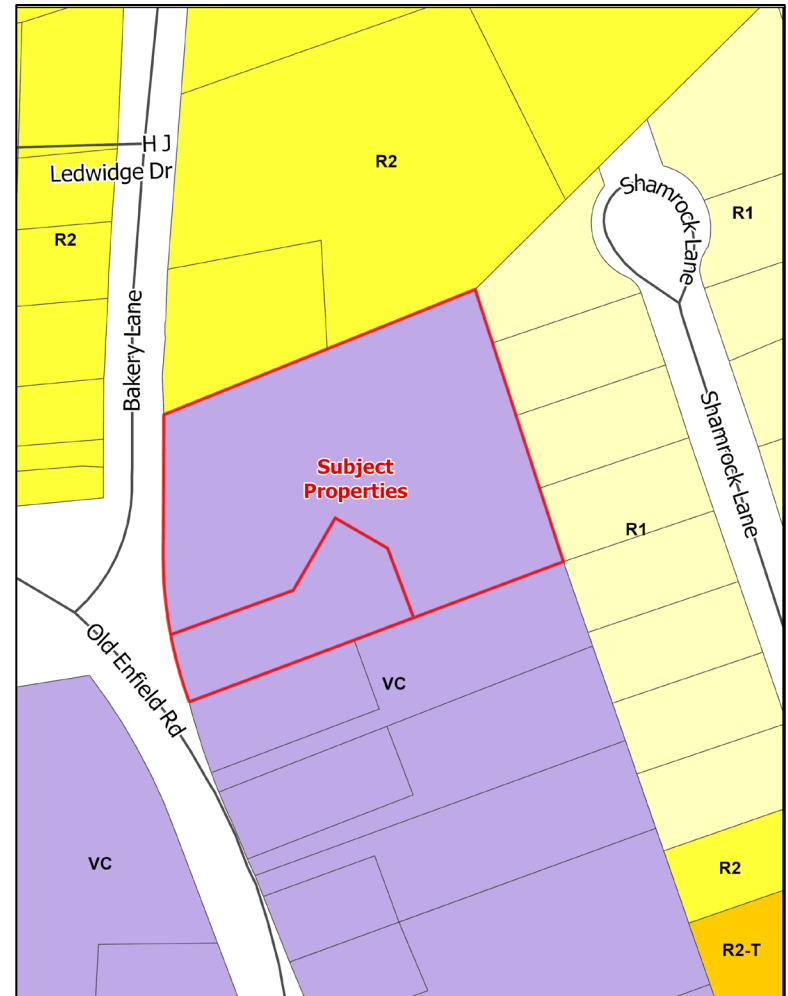 H J
Ledwidge Dr
R2
R2
Shamrock-Lane
R1
Bakery-Lane
Shamrock-Lane
Subject
Properties
R1
Old-Enfield-Rd
VC
VC
R2
R2-T